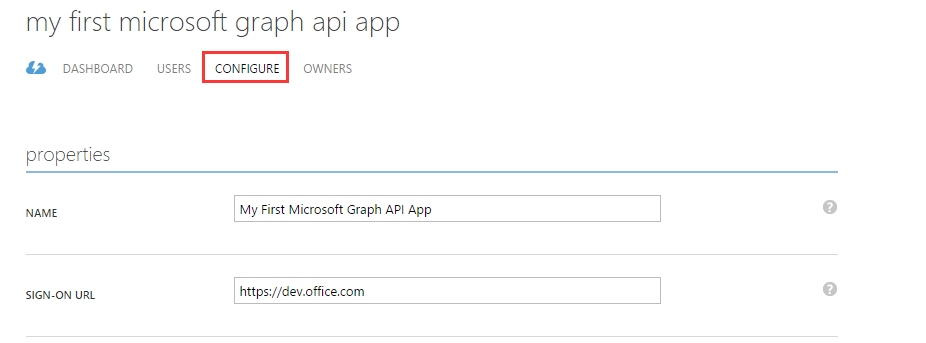 my first microsoft graph api app
DASHBOARD USERS CONFIGURE OWNERS
properties
NAME My First Microsoft Graph API App ?
SIGN-ON URL https://dev.office.com ?